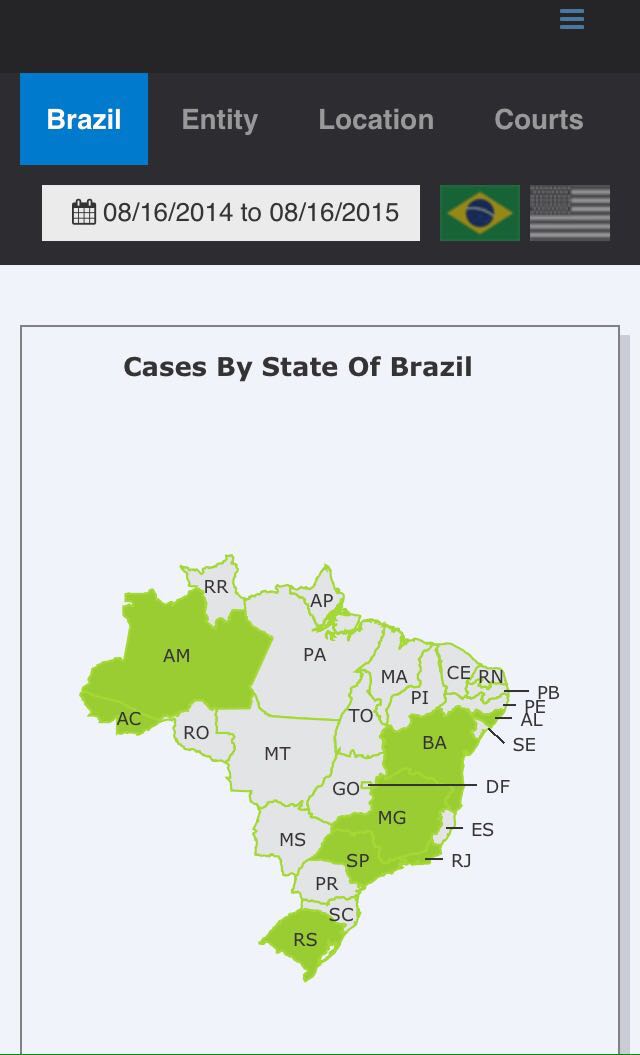 Brazil Entity Location Courts
08/16/2014 to 08/16/2015
Cases By State Of Brazil
RR
AP
AM
PA
MA
CE
RN
PB
PI
PE
AC
TO
AL
RO
BA
SE
MT
GO
DF
MG
ES
MS
SP
RJ
PR
SC
RS